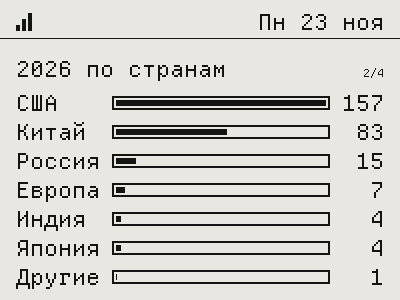 Пн 23 ноя
2026 по странам 2/4
США 157
Китай 83
Россия 15
Европа 7
Индия 4
Япония 4
Другие 1